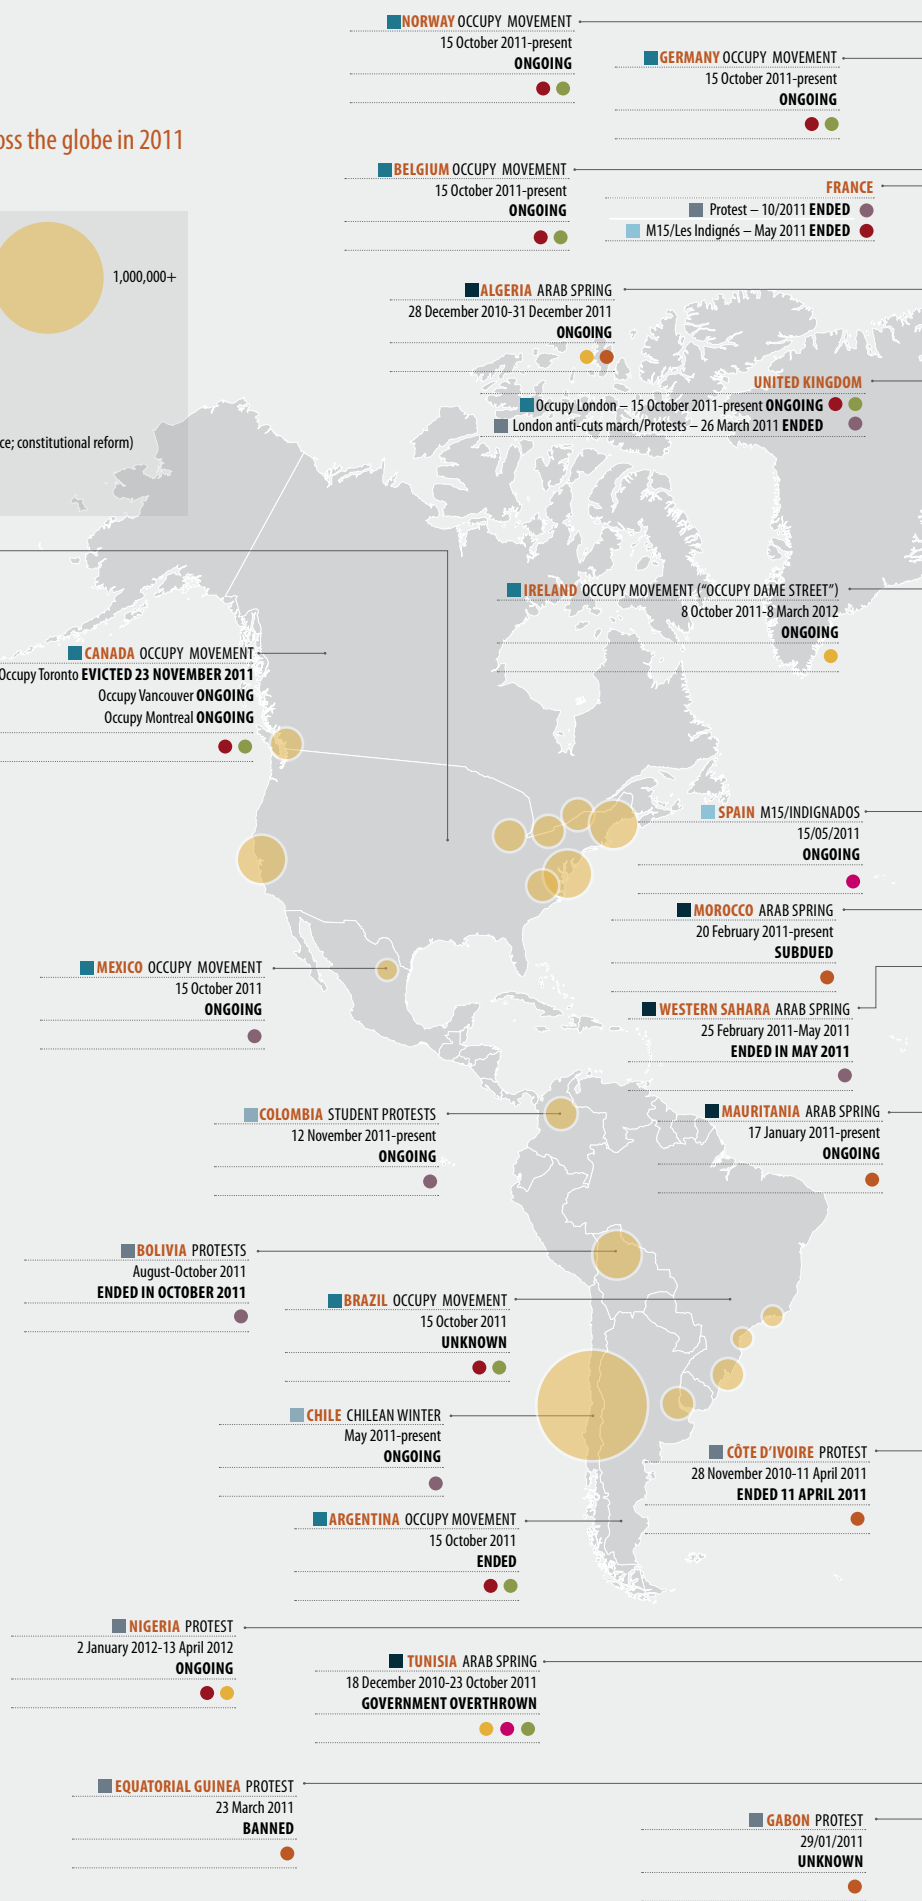 NORWAY OCCUPY MOVEMENT
15 October 2011-present
ONGOING
GERMANY OCCUPY MOVEMENT
15 October 2011-present
ONGOING
oss the globe in 2011
BELGIUM OCCUPY MOVEMENT
15 October 2011-present
ONGOING
FRANCE
Protest – 10/2011 ENDED
M15/Les Indignés – May 2011 ENDED
1,000,000+
ALGERIA ARAB SPRING
28 December 2010-31 December 2011
ONGOING
UNITED KINGDOM
Occupy London – 15 October 2011-present ONGOING
London anti-cuts march/Protests – 26 March 2011 ENDED
ce; constitutional reform)
IRELAND OCCUPY MOVEMENT ("OCCUPY DAME STREET")
8 October 2011-8 March 2012
ONGOING
CANADA OCCUPY MOVEMENT
Occupy Toronto EVICTED 23 NOVEMBER 2011
Occupy Vancouver ONGOING
Occupy Montreal ONGOING
SPAIN M15/INDIGNADOS
15/05/2011
ONGOING
MOROCCO ARAB SPRING
20 February 2011-present
SUBDUED
MEXICO OCCUPY MOVEMENT
15 October 2011
ONGOING
WESTERN SAHARA ARAB SPRING
25 February 2011-May 2011
ENDED IN MAY 2011
COLOMBIA STUDENT PROTESTS
12 November 2011-present
ONGOING
MAURITANIA ARAB SPRING
17 January 2011-present
ONGOING
BOLIVIA PROTESTS
August-October 2011
ENDED IN OCTOBER 2011
BRAZIL OCCUPY MOVEMENT
15 October 2011
UNKNOWN
CHILE CHILEAN WINTER
May 2011-present
ONGOING
CÔTE D'IVOIRE PROTEST
28 November 2010-11 April 2011
ENDED 11 APRIL 2011
ARGENTINA OCCUPY MOVEMENT
15 October 2011
ENDED
NIGERIA PROTEST
2 January 2012-13 April 2012
ONGOING
TUNISIA ARAB SPRING
18 December 2010-23 October 2011
GOVERNMENT OVERTHROWN
EQUATORIAL GUINEA PROTEST
23 March 2011
BANNED
GABON PROTEST
29/01/2011
UNKNOWN